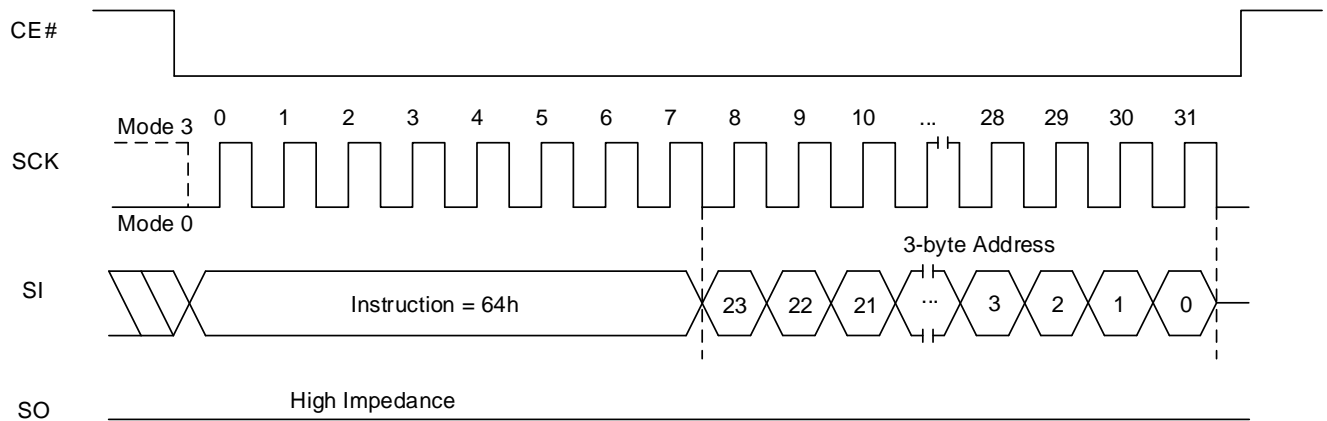 CE#
Mode 3
0 1 2 3 4 5 6 7 8 9 10 ... 28 29 30 31
SCK
Mode 0
3-byte Address
SI
Instruction = 64h
23 22 21 ... 3 2 1 0
High Impedance
SO